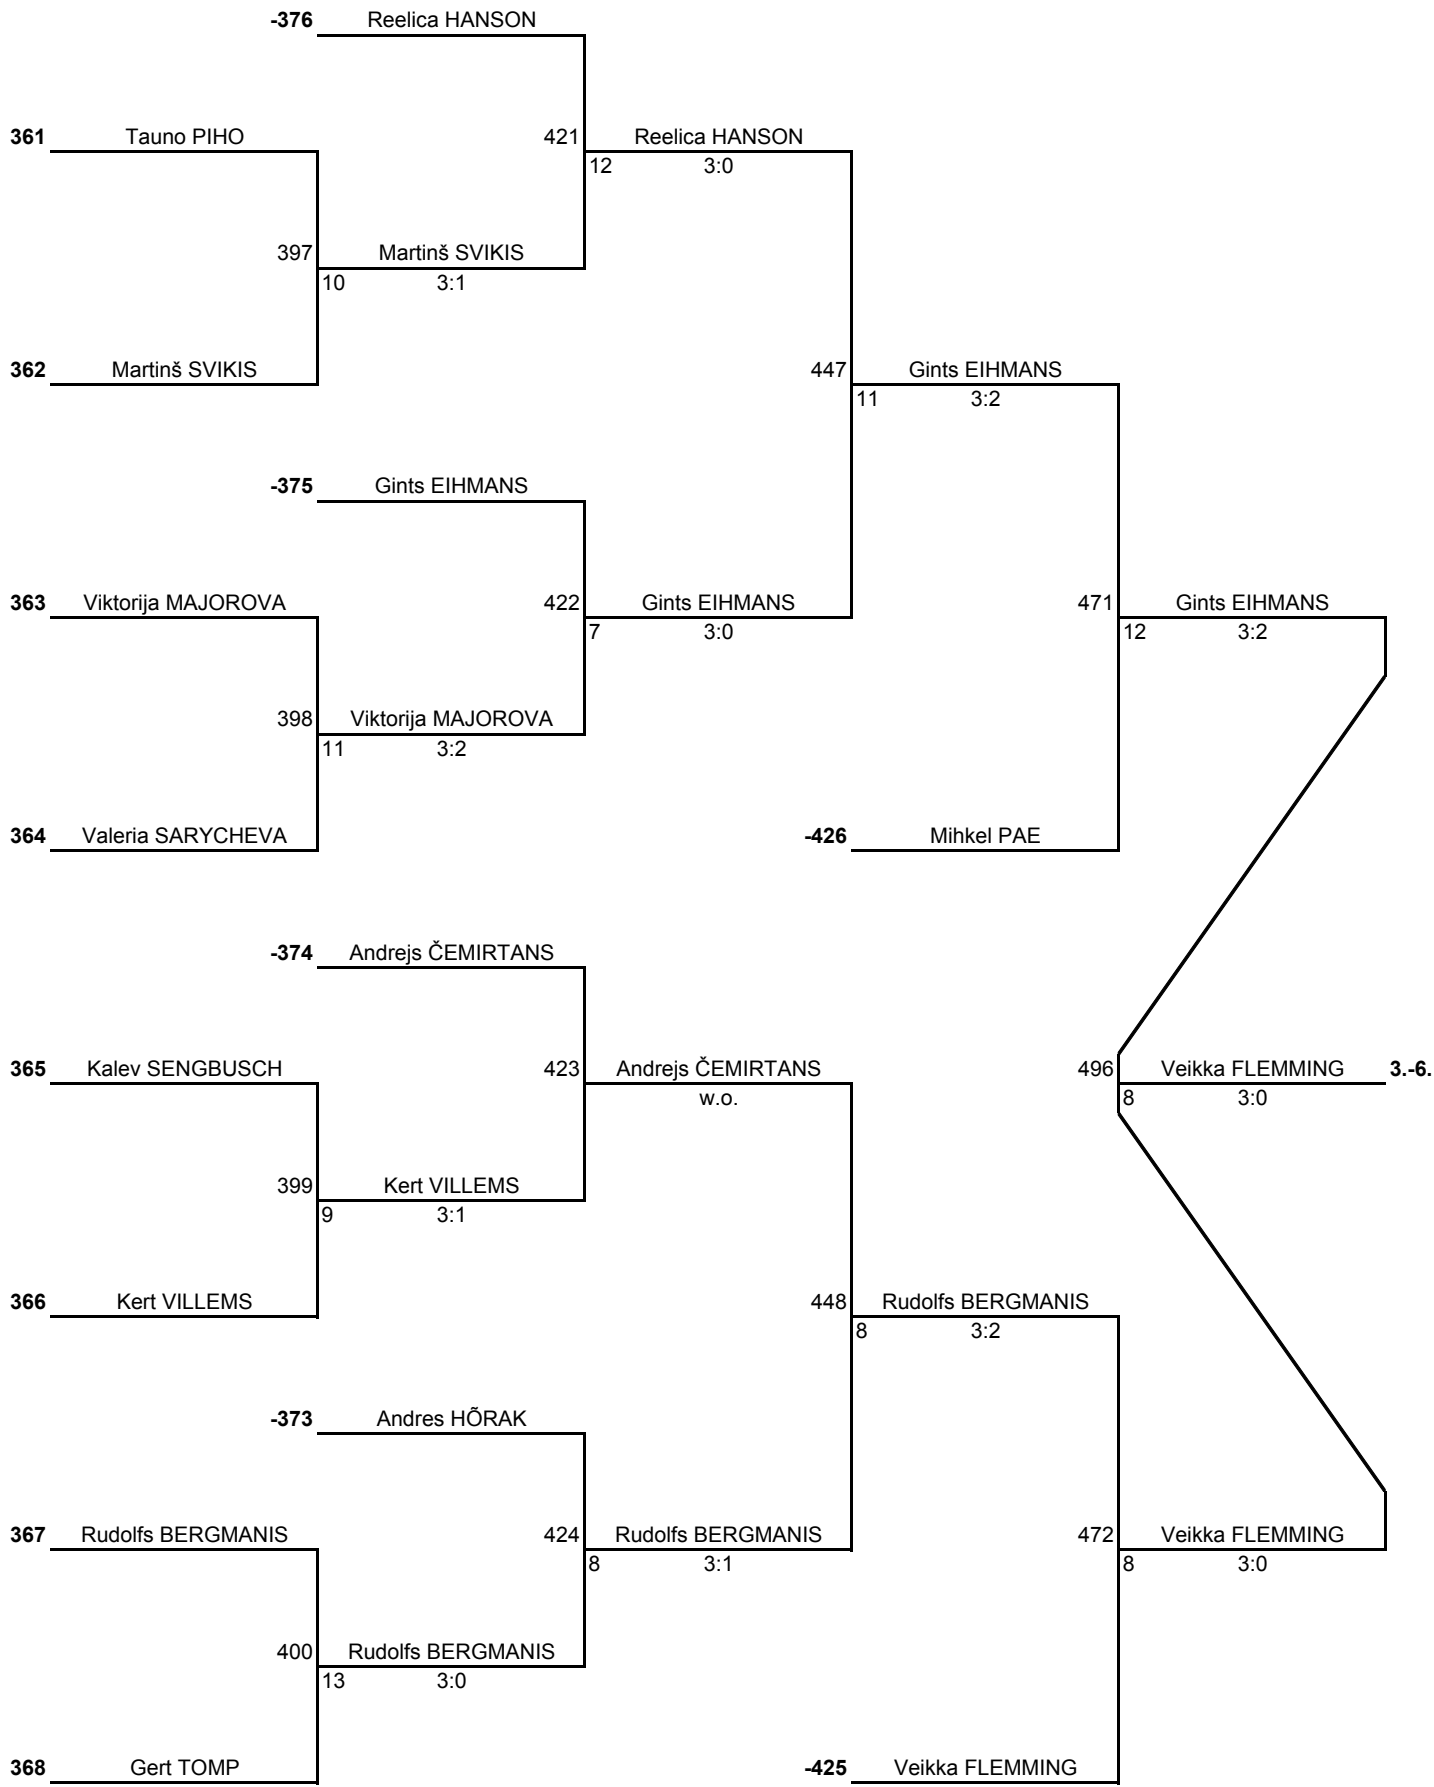 -376 Reelica HANSON
361 Tauno PIHO 421 Reelica HANSON
12 3:0
397 Martinš SVIKIS
10 3:1
362 Martinš SVIKIS 447 Gints EIHMANS
11 3:2
-375 Gints EIHMANS
363 Viktorija MAJOROVA 422 Gints EIHMANS 471 Gints EIHMANS
7 3:0 12 3:2
398 Viktorija MAJOROVA
11 3:2
364 Valeria SARYCHEVA -426 Mihkel PAE
-374 Andrejs ČEMIRTANS
365 Kalev SENGBUSCH 423 Andrejs ČEMIRTANS 496 Veikka FLEMMING 3.-6.
w.o. 8 3:0
399 Kert VILLEMS
9 3:1
366 Kert VILLEMS 448 Rudolfs BERGMANIS
8 3:2
-373 Andres HÕRAK
367 Rudolfs BERGMANIS 424 Rudolfs BERGMANIS 472 Veikka FLEMMING
8 3:1 8 3:0
400 Rudolfs BERGMANIS
13 3:0
368 Gert TOMP -425 Veikka FLEMMING